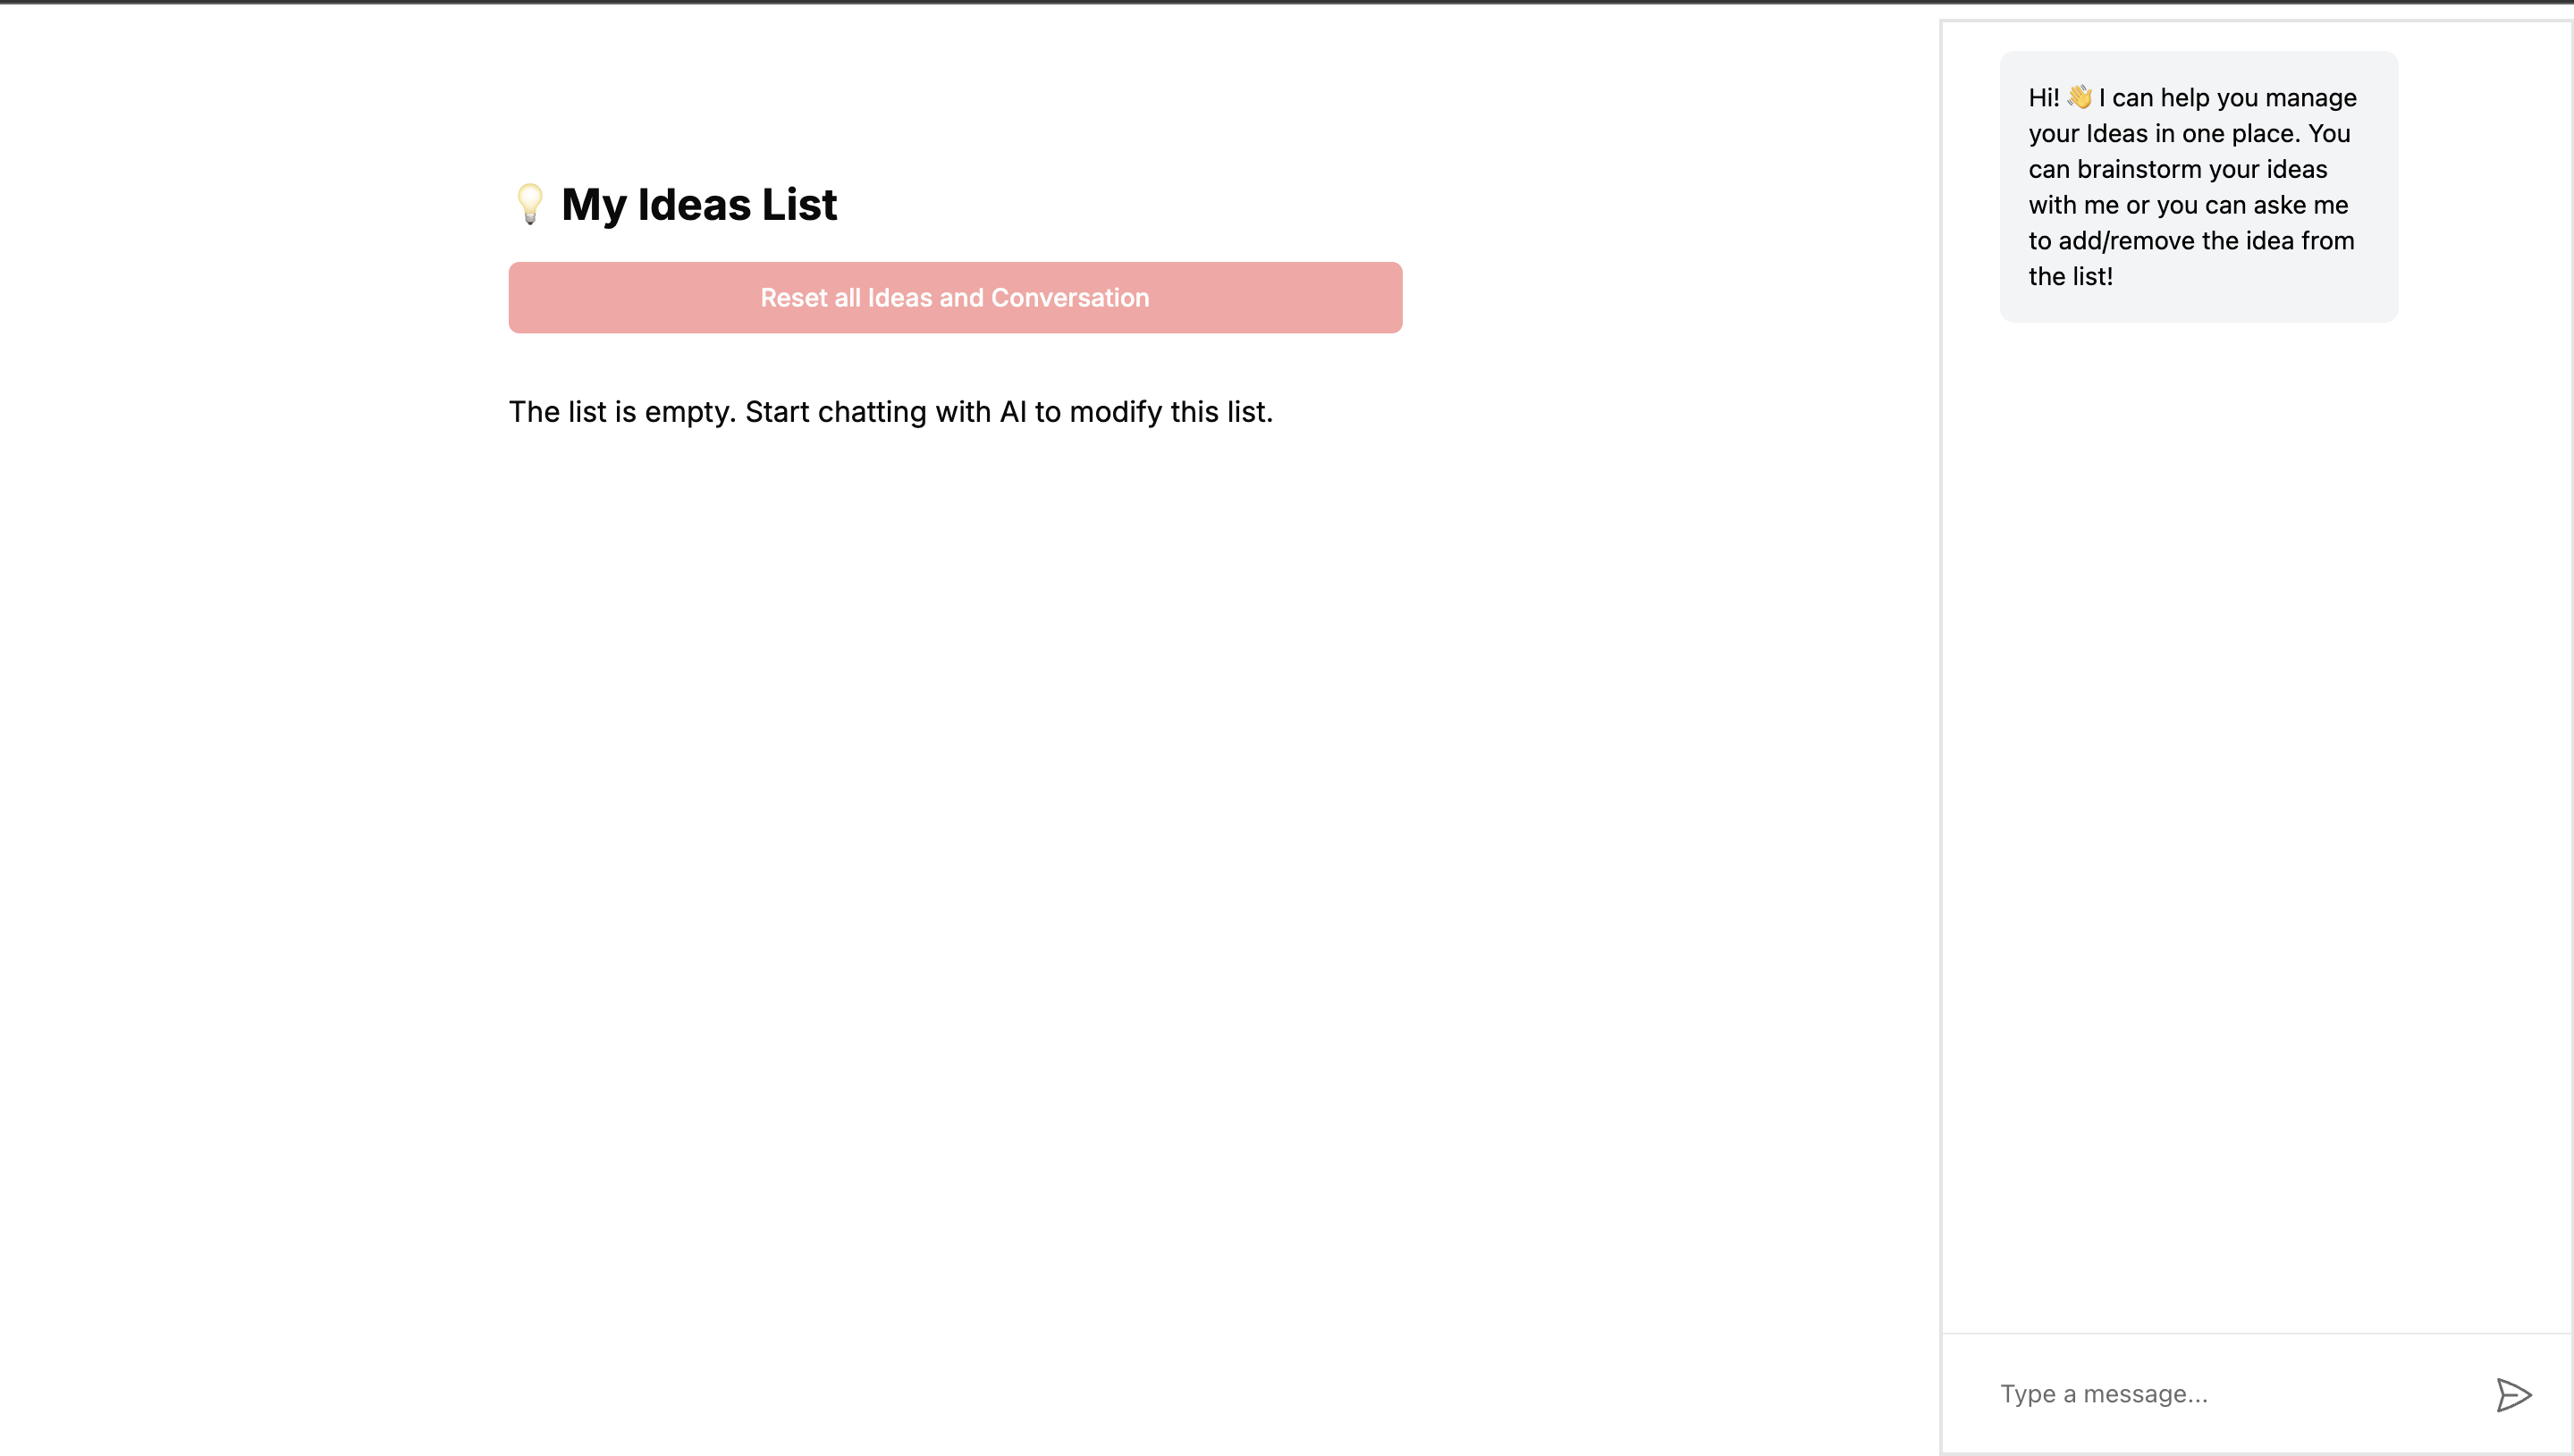 💡 My Ideas List
Reset all Ideas and Conversation
The list is empty. Start chatting with AI to modify this list.
Hi! 👋 I can help you manage
your Ideas in one place. You
can brainstorm your ideas
with me or you can aske me
to add/remove the idea from
the list!
Type a message...